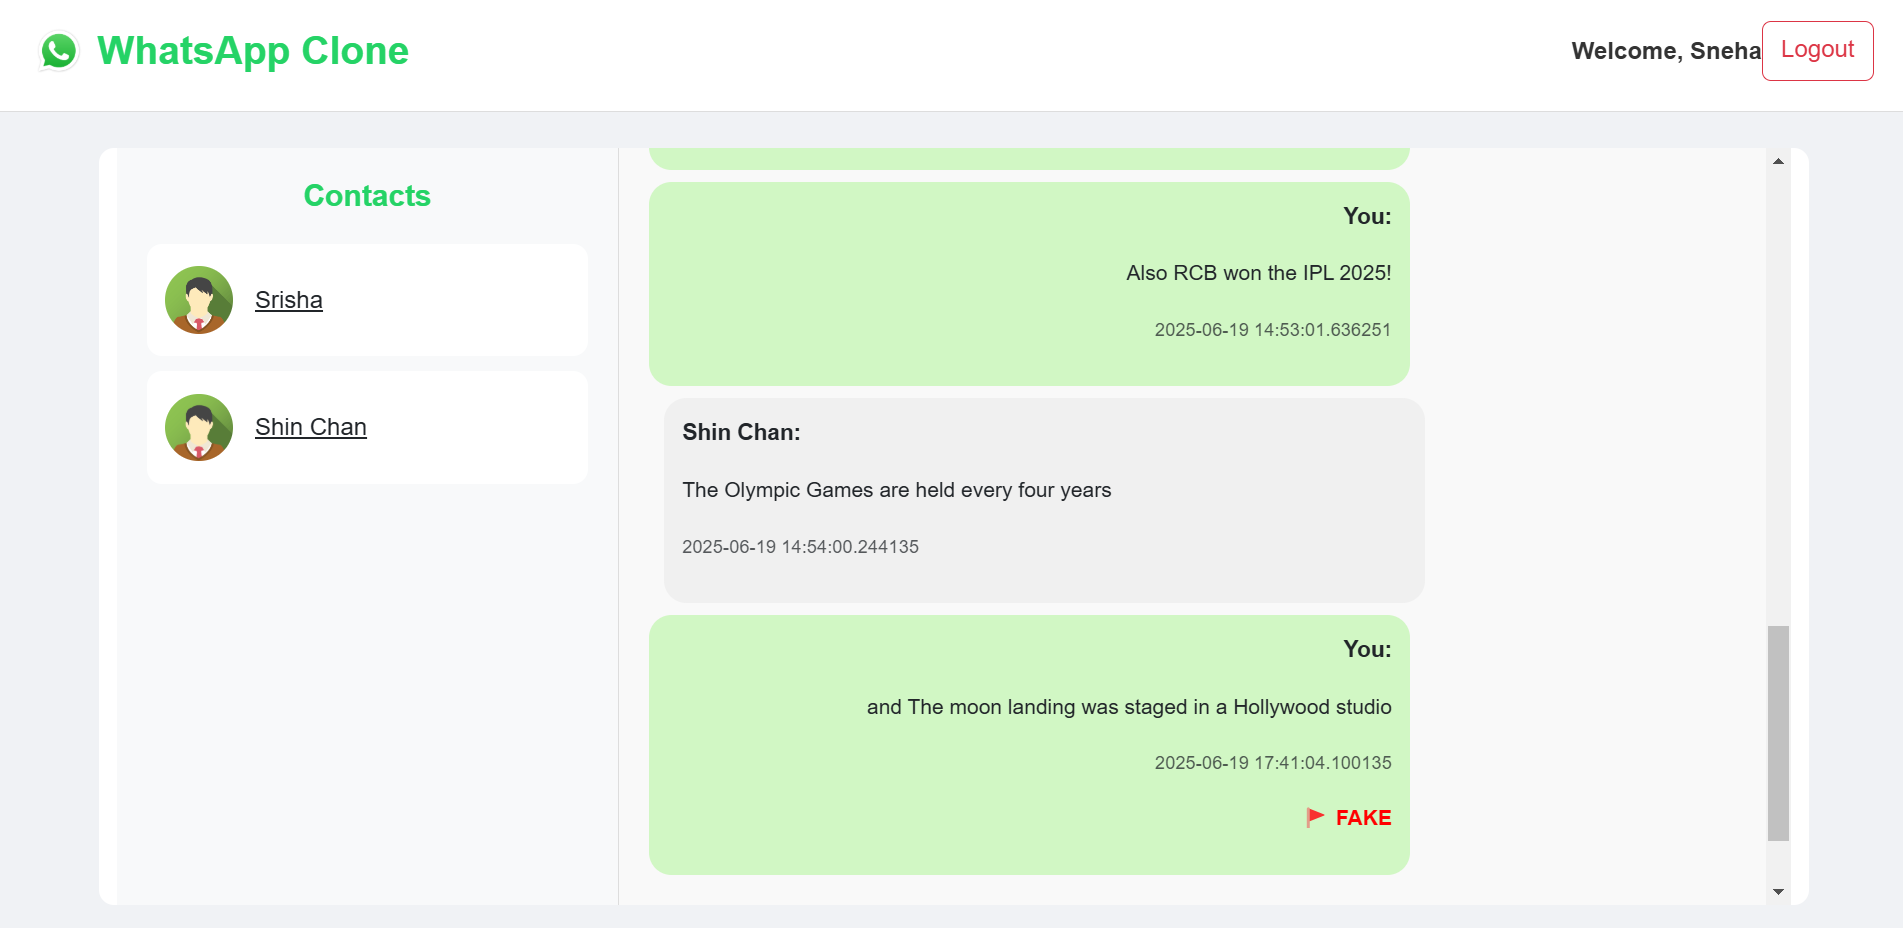 WhatsApp Clone
Welcome, Sneha
Logout
Contacts
Srisha
Shin Chan
You:
Also RCB won the IPL 2025!
2025-06-19 14:53:01.636251
Shin Chan:
The Olympic Games are held every four years
2025-06-19 14:54:00.244135
You:
and The moon landing was staged in a Hollywood studio
2025-06-19 17:41:04.100135
FAKE